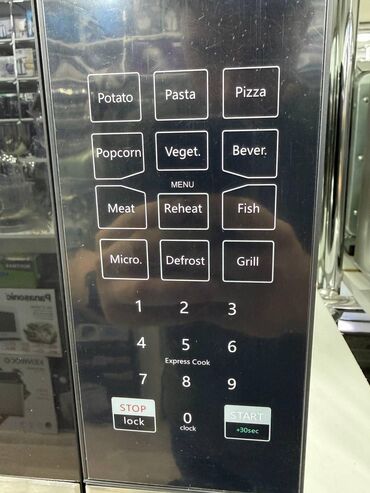 Potato Pasta Pizza
Popcorn Veget. Bever.
MENU
Meat Reheat Fish
Micro. Defrost Grill
1 2 3
4 5 6
Express Cook
7 8 9
STOP 0 START
lock clock +30sec
Panasonic
KENWOOD